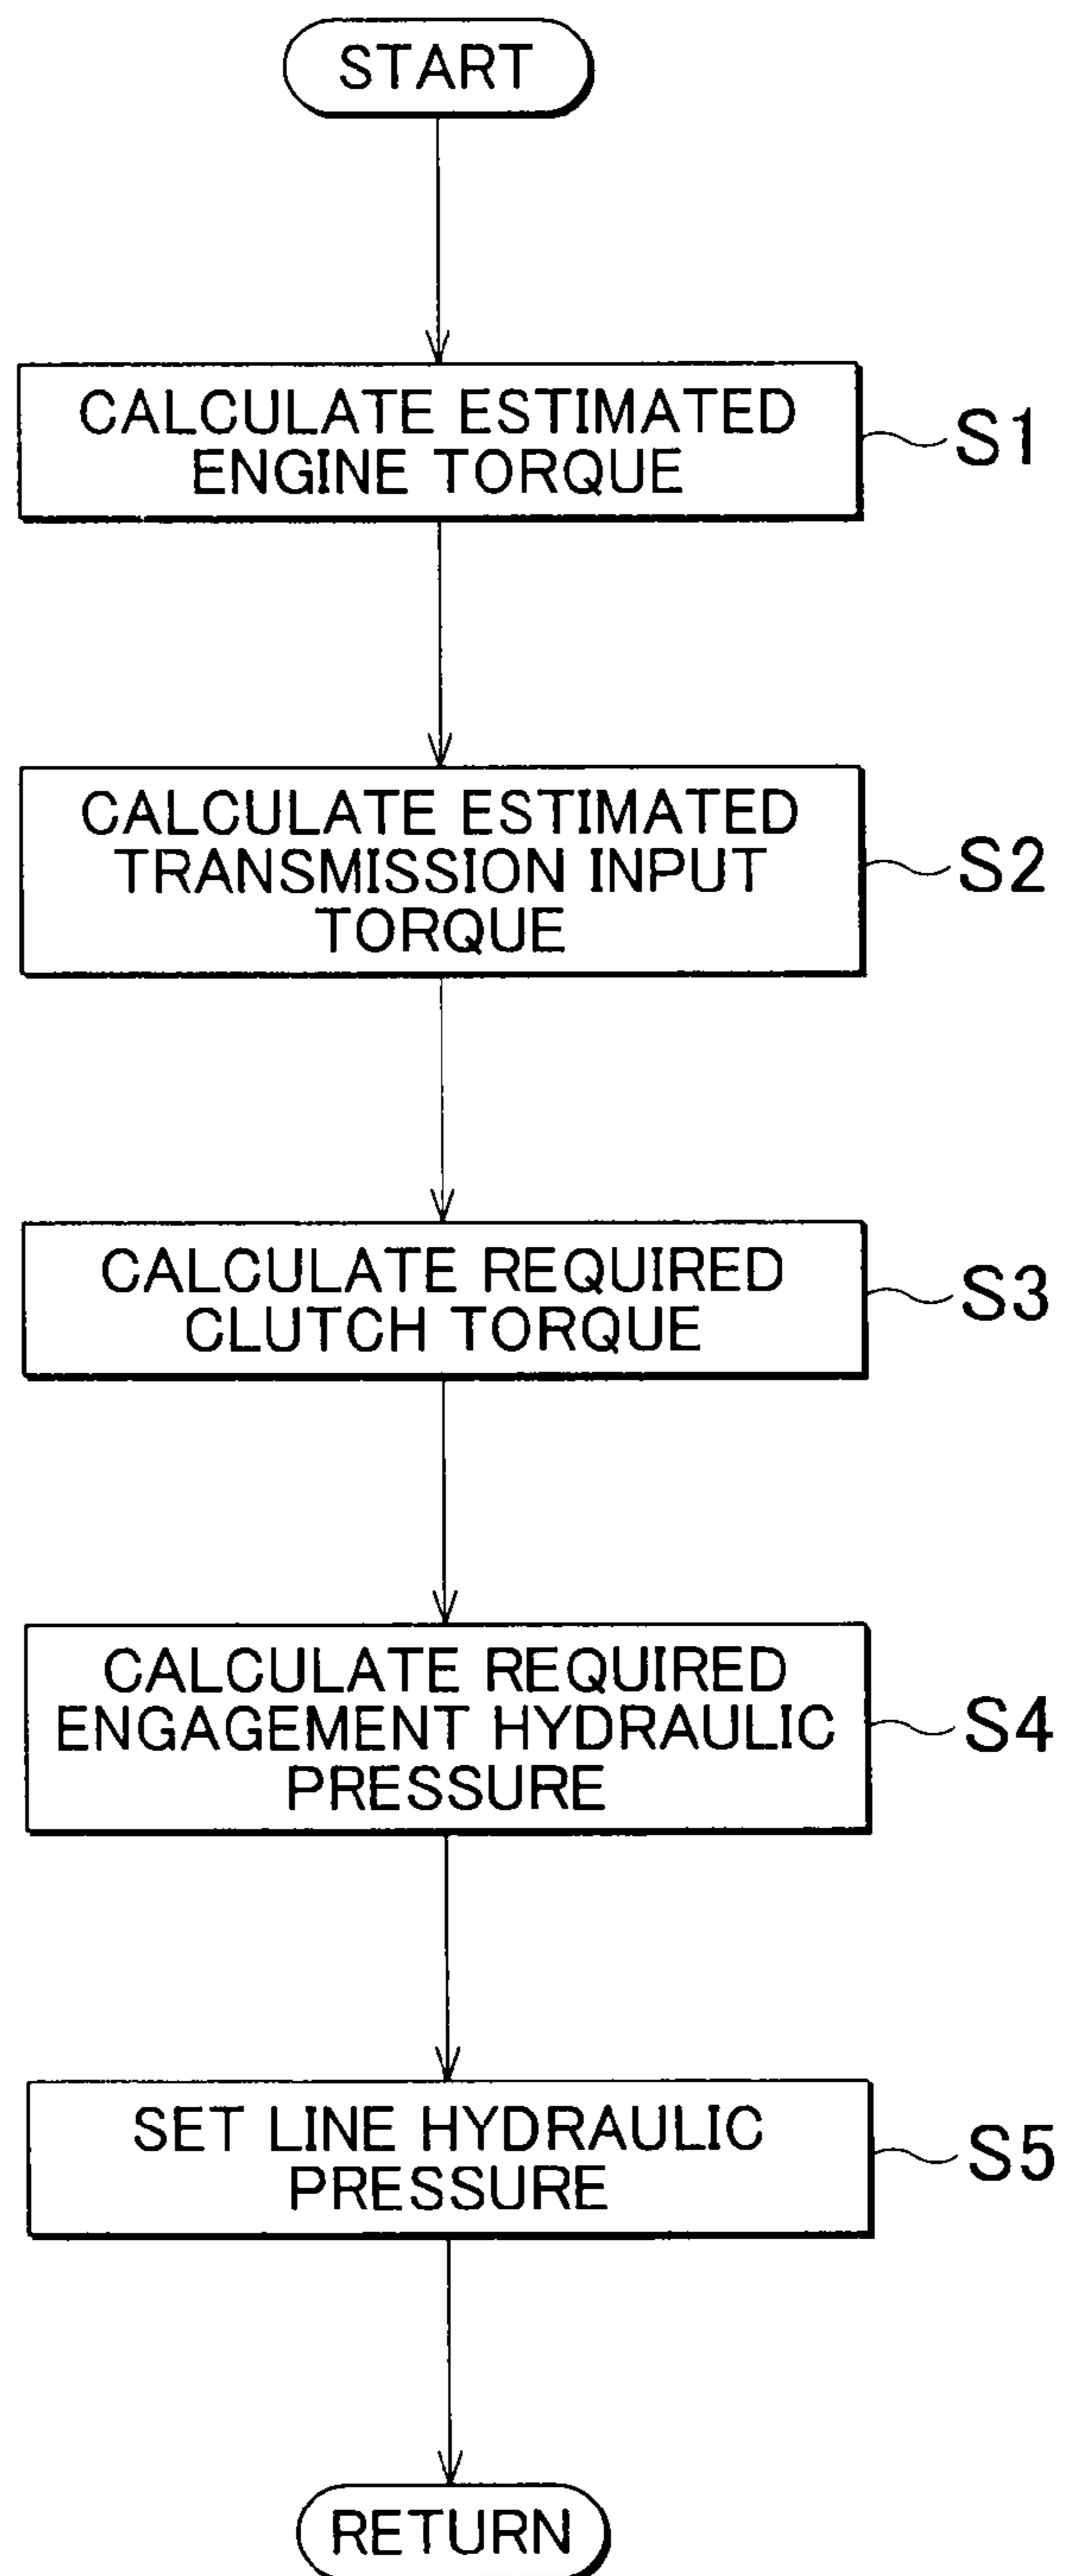 START
CALCULATE ESTIMATED
ENGINE TORQUE
S1
CALCULATE ESTIMATED
TRANSMISSION INPUT
TORQUE
S2
CALCULATE REQUIRED
CLUTCH TORQUE
S3
CALCULATE REQUIRED
ENGAGEMENT HYDRAULIC
PRESSURE
S4
SET LINE HYDRAULIC
PRESSURE
S5
RETURN